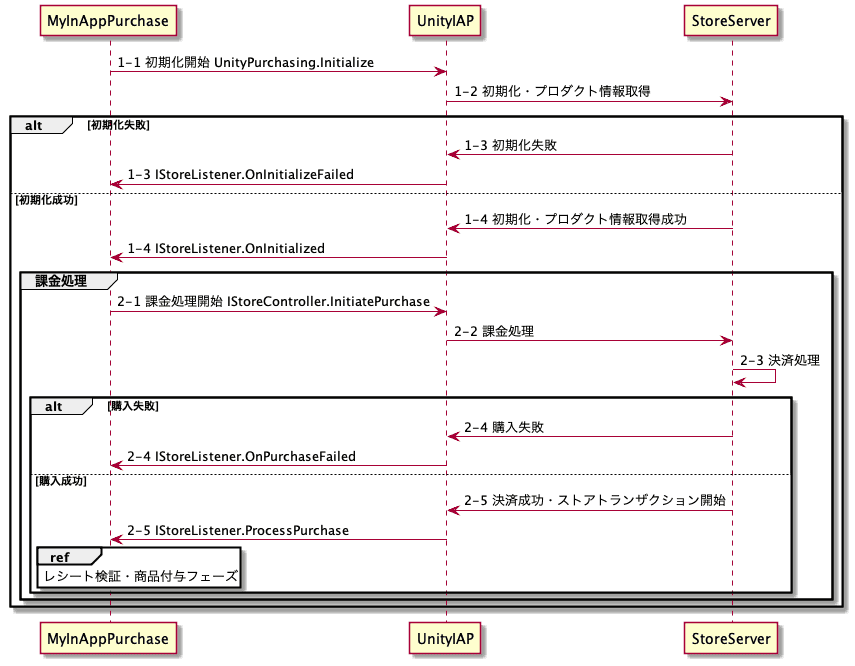 MyInAppPurchase
UnityIAP
StoreServer
1-1 初期化開始 UnityPurchasing.Initialize
1-2 初期化・プロダクト情報取得
alt
[初期化失敗]
1-3 初期化失敗
1-3 IStoreListener.OnInitializeFailed
[初期化成功]
1-4 初期化・プロダクト情報取得成功
1-4 IStoreListener.OnInitialized
課金処理
2-1 課金処理開始 IStoreController.InitiatePurchase
2-2 課金処理
2-3 決済処理
alt
[購入失敗]
2-4 購入失敗
2-4 IStoreListener.OnPurchaseFailed
[購入成功]
2-5 決済成功・ストアトランザクション開始
2-5 IStoreListener.ProcessPurchase
ref
レシート検証・商品付与フェーズ
MyInAppPurchase
UnityIAP
StoreServer